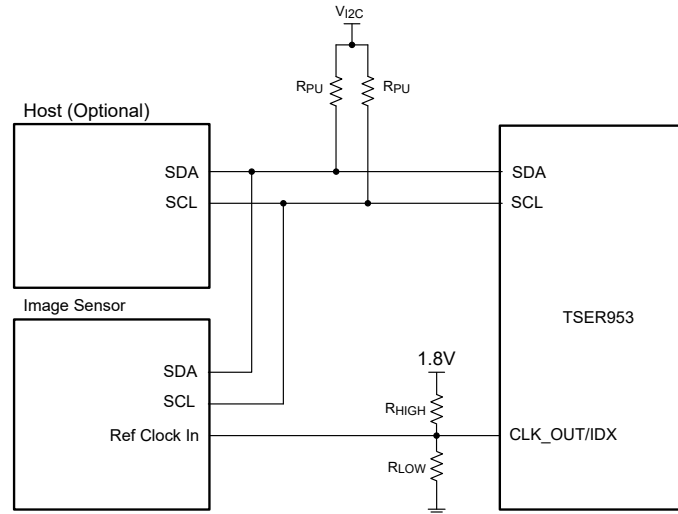 VI2C
RPU
RPU
Host (Optional)
SDA
SCL
SDA
SCL
Image Sensor
TSER953
SDA
SCL
1.8V
RHIGH
Ref Clock In
CLK_OUT/IDX
RLOW